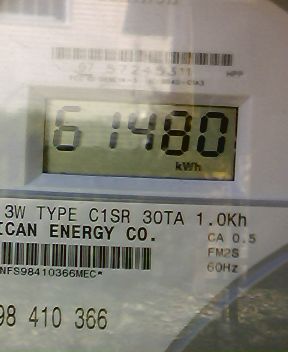 61480
kWh
3W TYPE C1SR 30TA 1.0Kh
ICAN ENERGY CO.
CA 0.5
FM2S
60Hz
NFS98410366MEC*
98 410 366